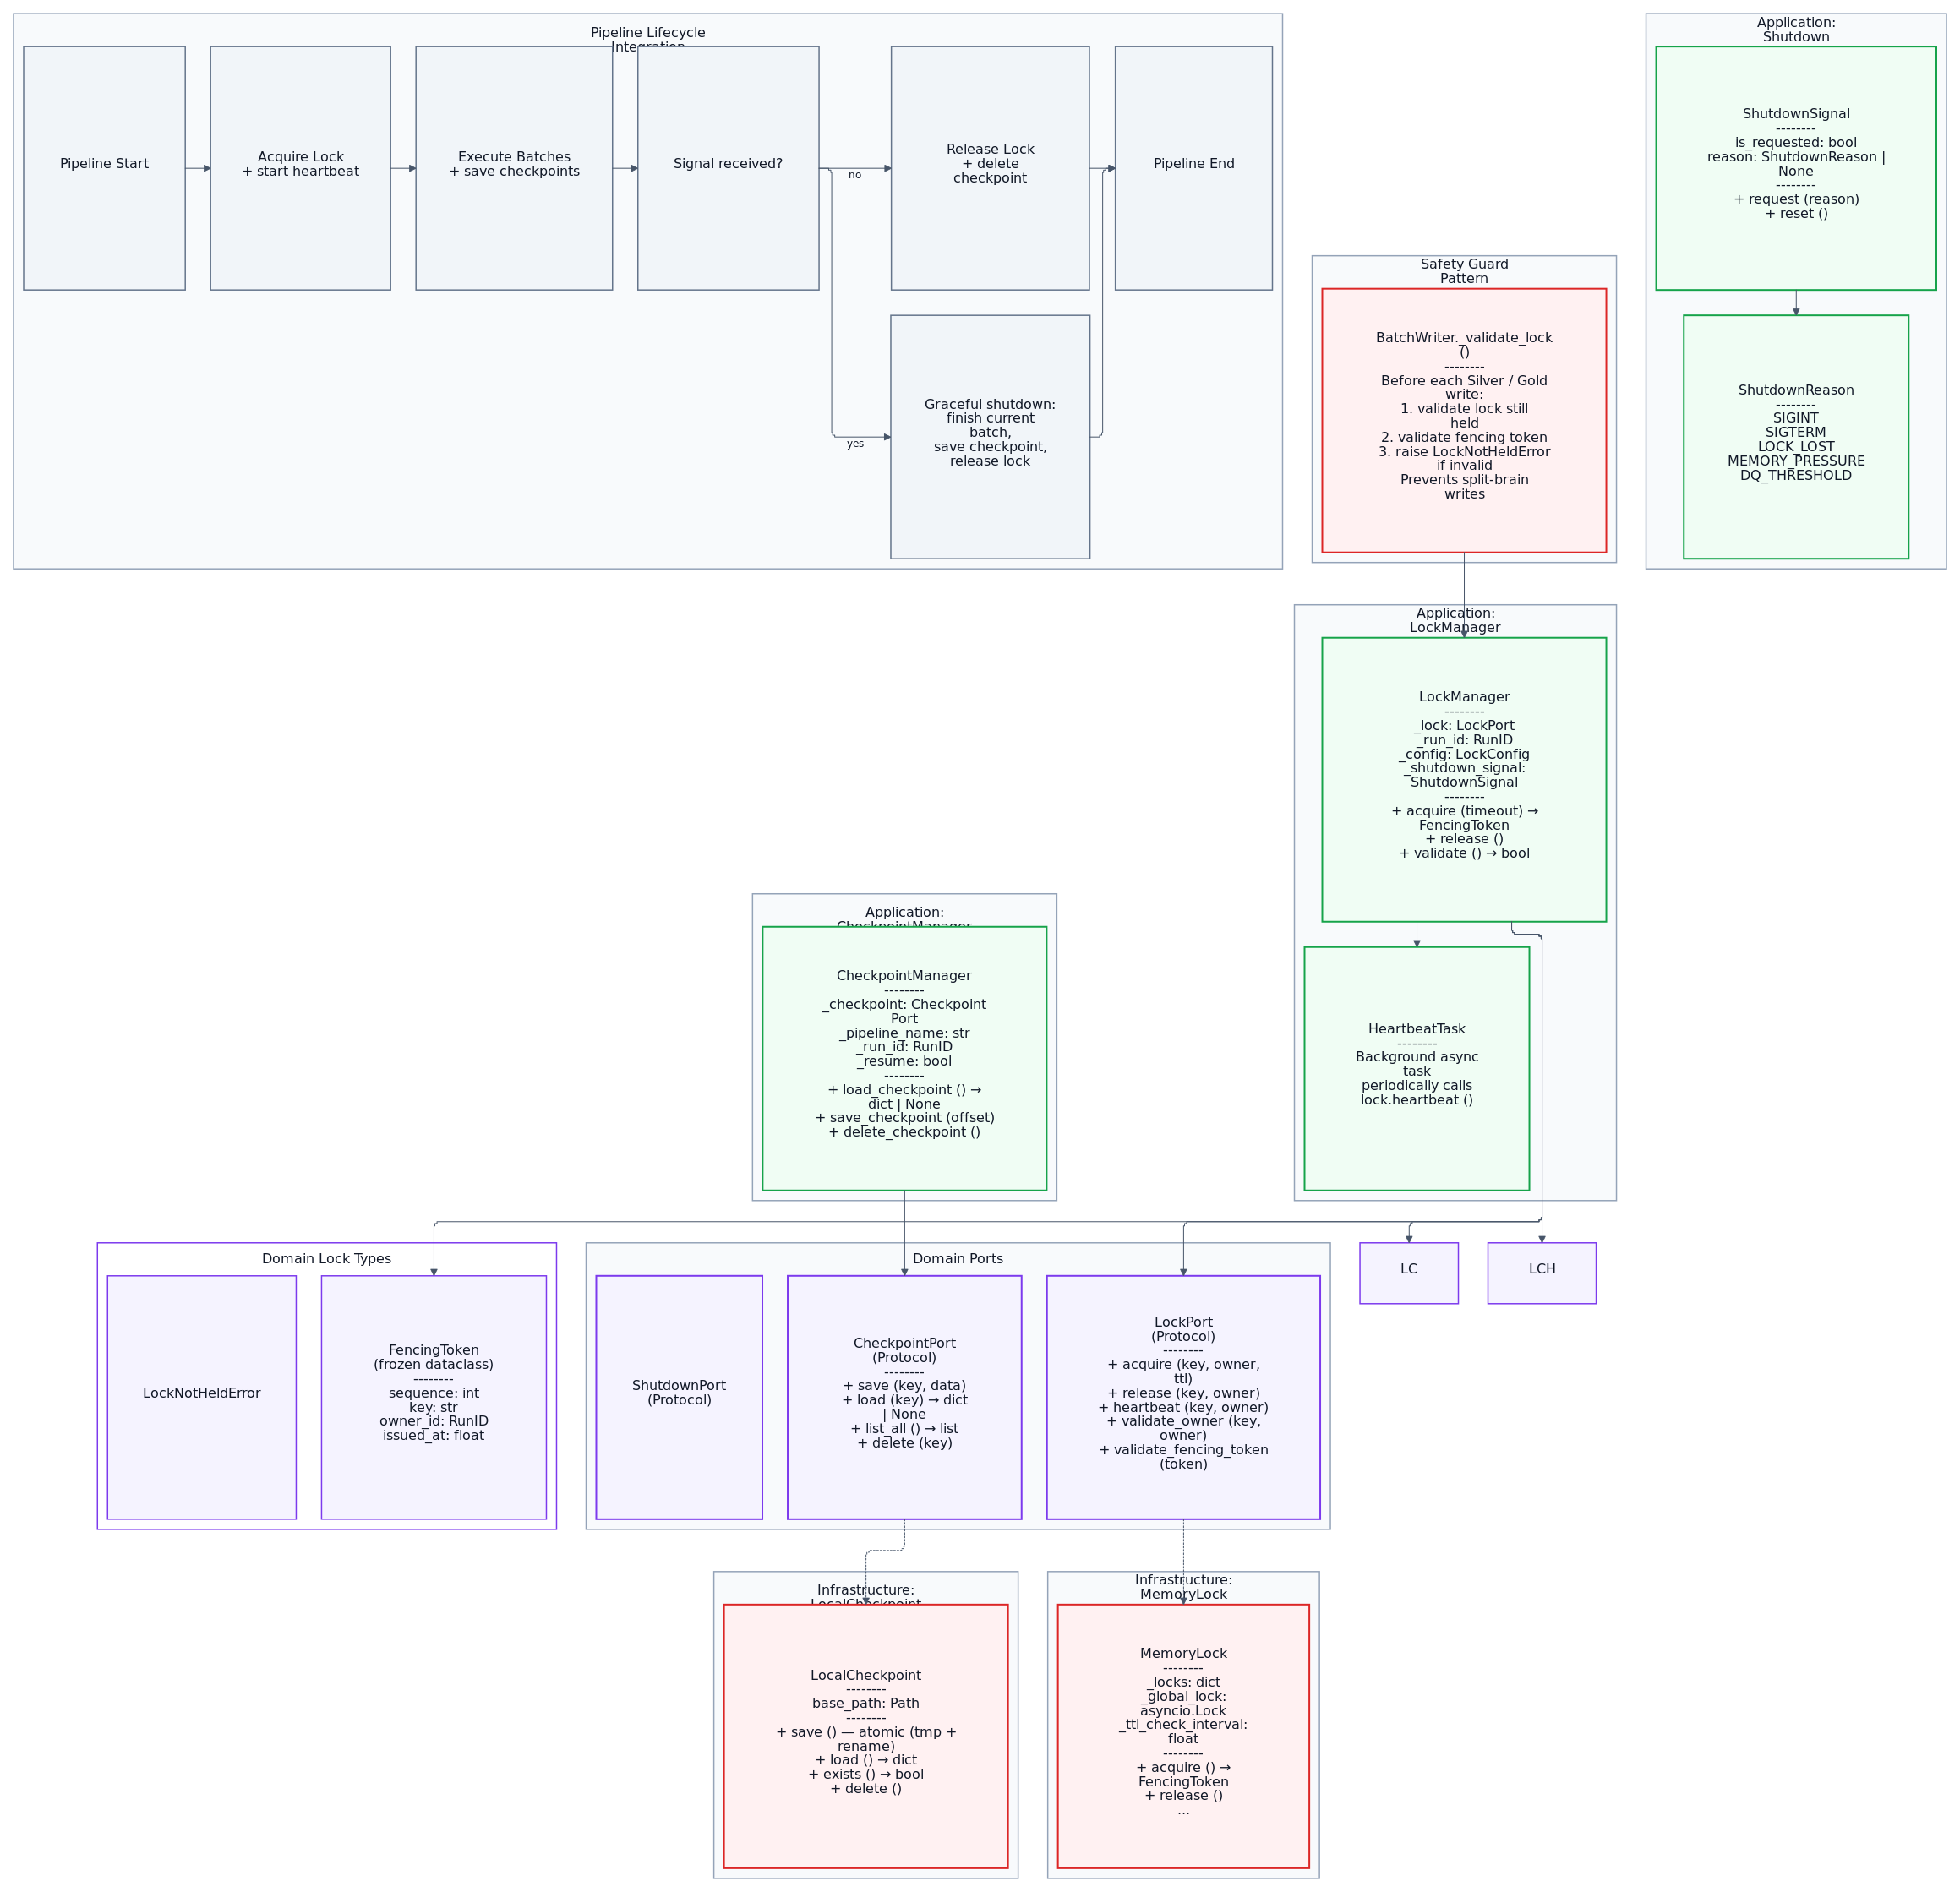 Pipeline Lifecycle
Integration
Pipeline Start
Acquire Lock
+ start heartbeat
Execute Batches
+ save checkpoints
Signal received?
no
yes
Release Lock
+ delete
checkpoint
Pipeline End
Graceful shutdown:
finish current
batch,
save checkpoint,
release lock
Application:
Shutdown
ShutdownSignal
--------
is_requested: bool
reason: ShutdownReason |
None
--------
+ request (reason)
+ reset ()
ShutdownReason
--------
SIGINT
SIGTERM
LOCK_LOST
MEMORY_PRESSURE
DQ_THRESHOLD
Safety Guard
Pattern
BatchWriter._validate_lock
()
--------
Before each Silver / Gold
write:
1. validate lock still
held
2. validate fencing token
3. raise LockNotHeldError
if invalid
Prevents split-brain
writes
Application:
LockManager
LockManager
--------
_lock: LockPort
_run_id: RunID
_config: LockConfig
_shutdown_signal:
ShutdownSignal
--------
+ acquire (timeout) →
FencingToken
+ release ()
+ validate () → bool
HeartbeatTask
--------
Background async
task
periodically calls
lock.heartbeat ()
Application:
CheckpointManager
CheckpointManager
--------
_checkpoint: Checkpoint
Port
_pipeline_name: str
_run_id: RunID
_resume: bool
--------
+ load_checkpoint () →
dict | None
+ save_checkpoint (offset)
+ delete_checkpoint ()
Domain Lock Types
LockNotHeldError
FencingToken
(frozen dataclass)
--------
sequence: int
key: str
owner_id: RunID
issued_at: float
Domain Ports
ShutdownPort
(Protocol)
CheckpointPort
(Protocol)
--------
+ save (key, data)
+ load (key) → dict
| None
+ list_all () → list
+ delete (key)
LockPort
(Protocol)
--------
+ acquire (key, owner,
ttl)
+ release (key, owner)
+ heartbeat (key, owner)
+ validate_owner (key,
owner)
+ validate_fencing_token
(token)
LC
LCH
Infrastructure:
LocalCheckpoint
LocalCheckpoint
--------
base_path: Path
--------
+ save () — atomic (tmp +
rename)
+ load () → dict
+ exists () → bool
+ delete ()
Infrastructure:
MemoryLock
MemoryLock
--------
_locks: dict
_global_lock:
asyncio.Lock
_ttl_check_interval:
float
--------
+ acquire () →
FencingToken
+ release ()
...